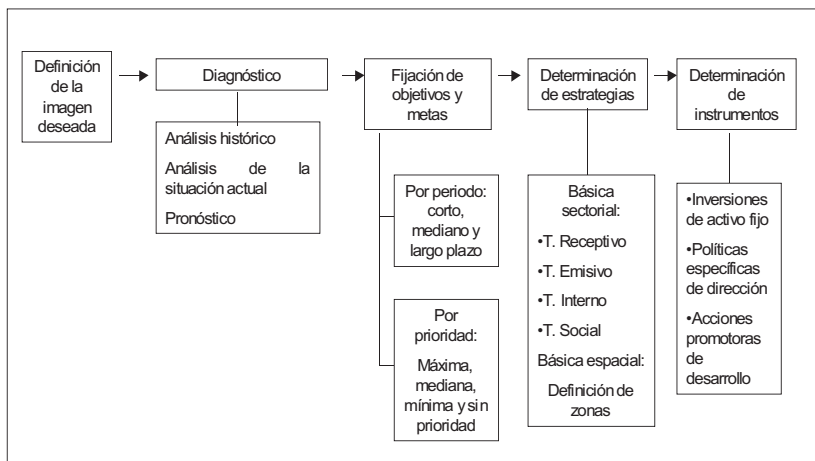 Definición
de la
imagen
deseada
Diagnóstico
Análisis histórico
Análisis de la
situación actual
Pronóstico
Fijación de
objetivos y
metas
Por periodo:
corto,
mediano y
largo plazo
Por
prioridad:
Máxima,
mediana,
mínima y sin
prioridad
Determinación
de estrategias
Básica
sectorial:
•T. Receptivo
•T. Emisivo
•T. Interno
•T. Social
Básica espacial:
Definición de
zonas
Determinación
de
instrumentos
•Inversiones
de activo fijo
•Políticas
específicas
de dirección
•Acciones
promotoras
de
desarrollo